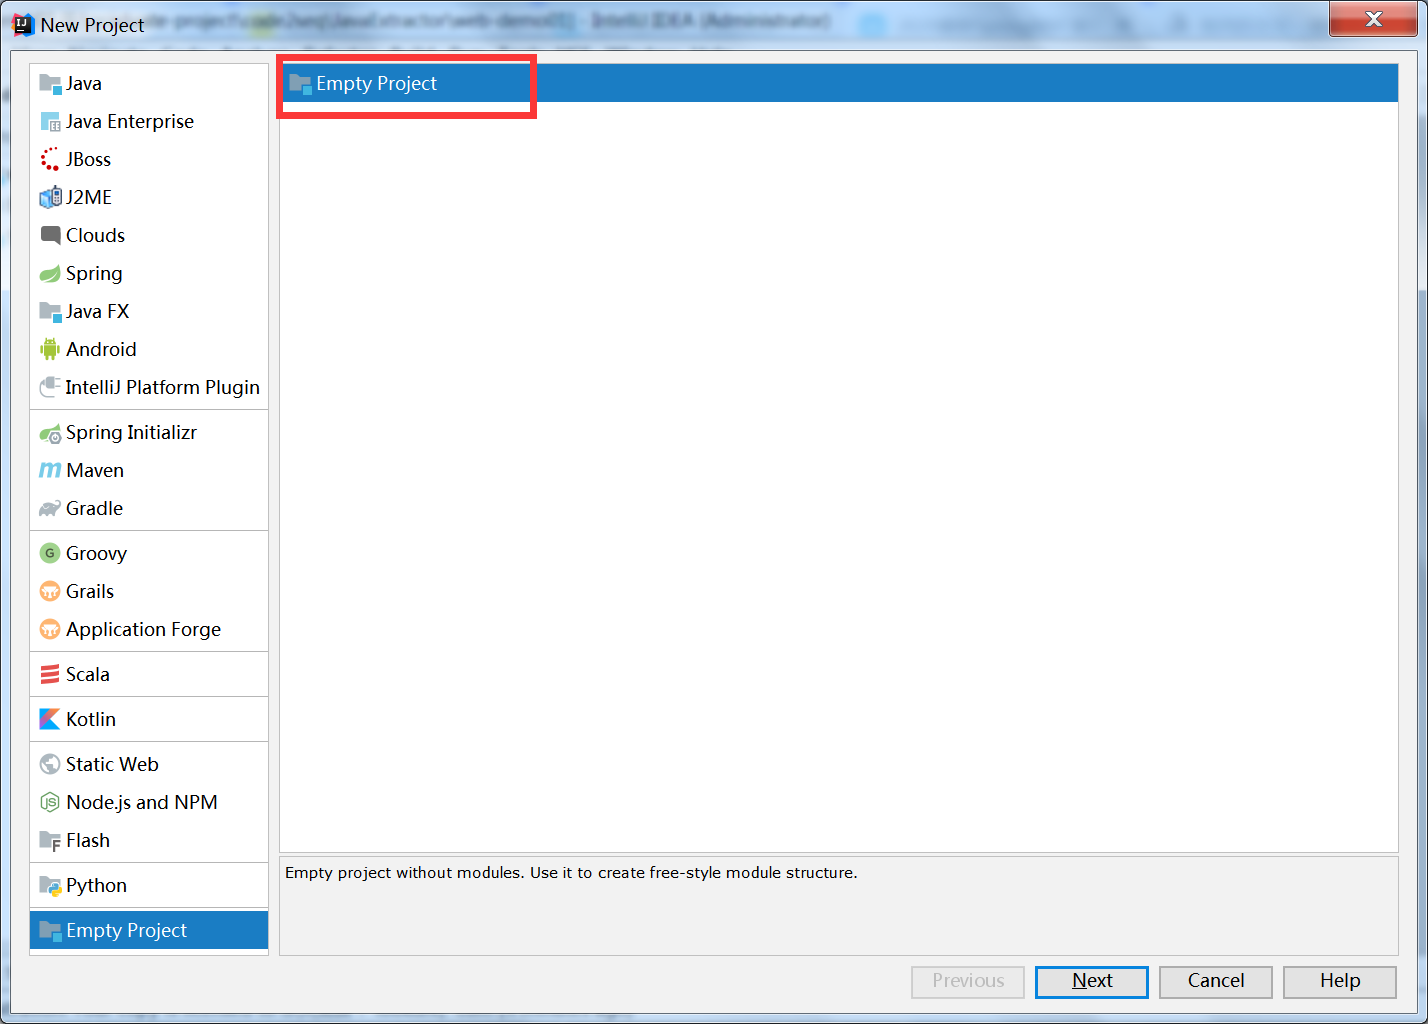 New Project
Java
Java Enterprise
JBoss
J2ME
Clouds
Spring
Java FX
Android
IntelliJ Platform Plugin
Spring Initializr
Maven
Gradle
Groovy
Grails
Application Forge
Scala
Kotlin
Static Web
Node.js and NPM
Flash
Python
Empty Project
Empty Project
Empty project without modules. Use it to create free-style module structure.
Previous Next Cancel Help